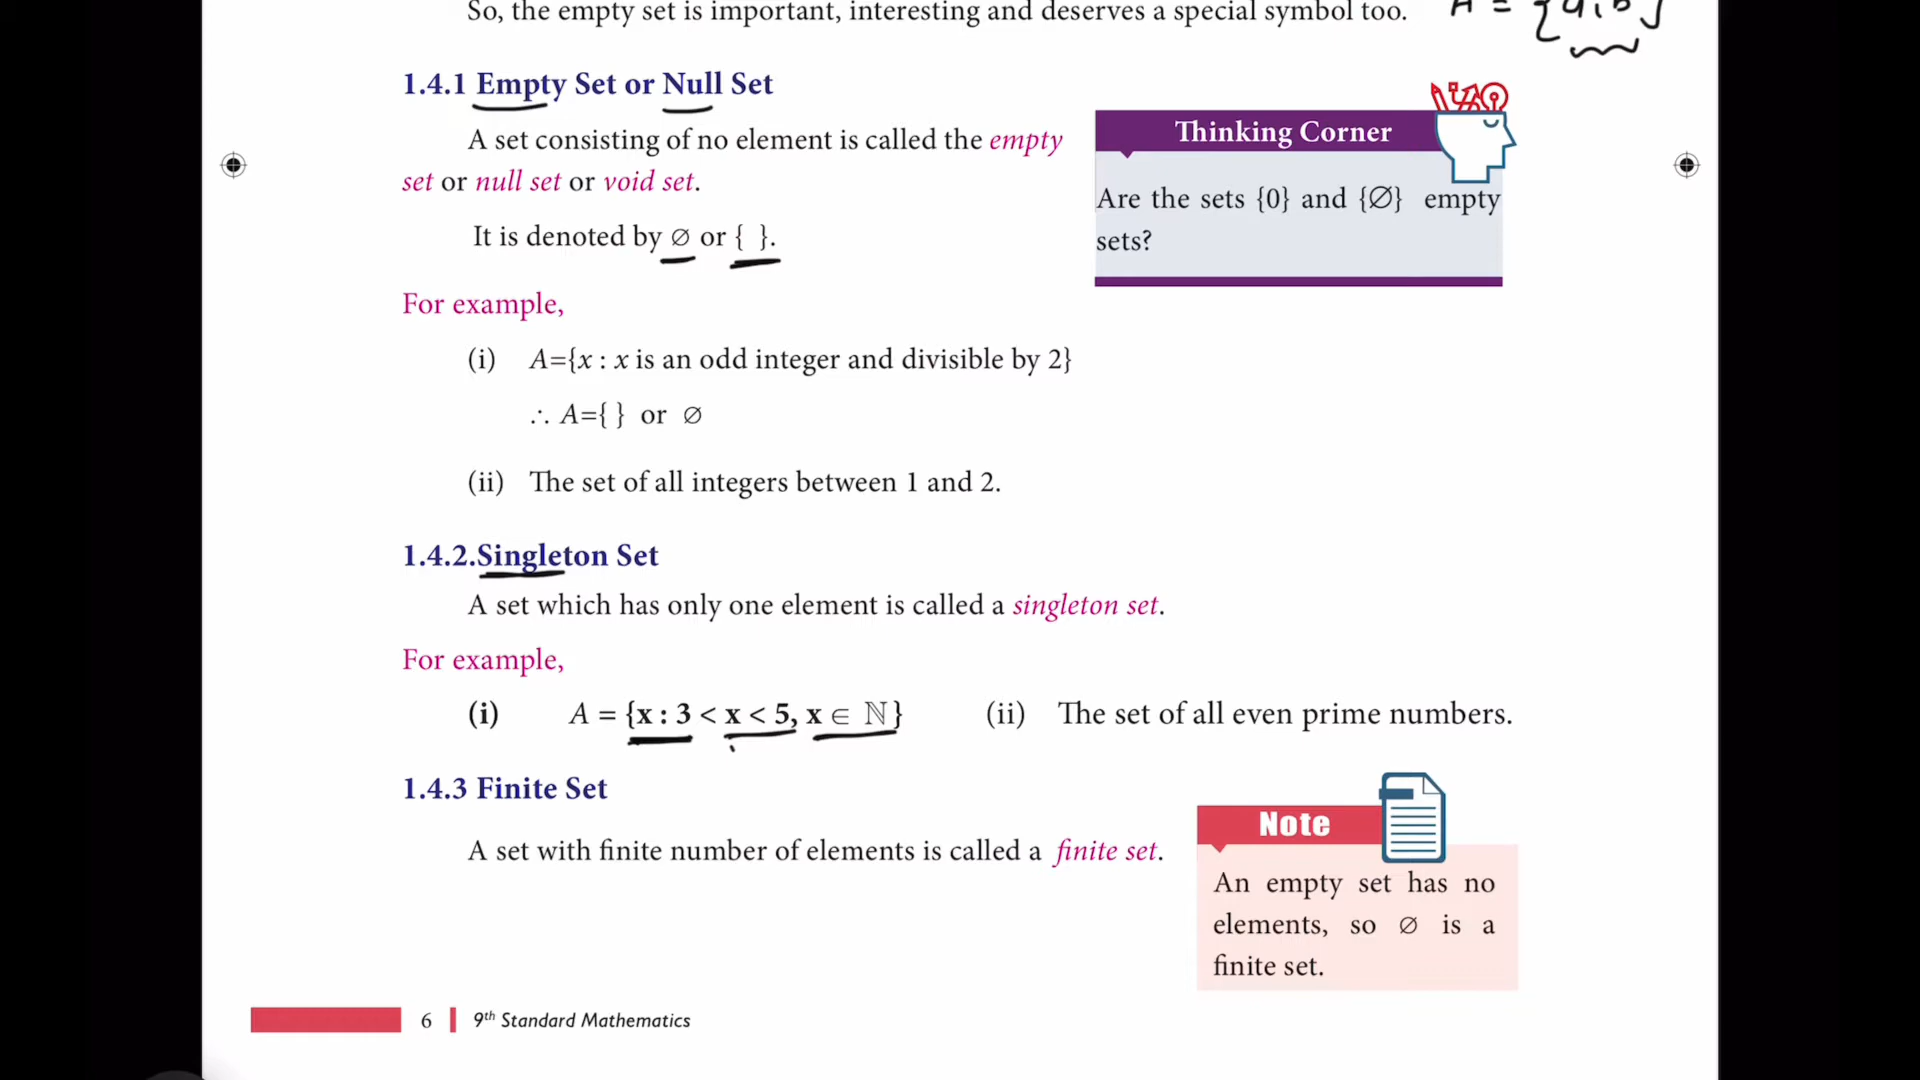 So, the empty set is important, interesting and deserves a special symbol too.
A = {a, b}
1.4.1 Empty Set or Null Set
A set consisting of no element is called the empty
set or null set or void set.
It is denoted by ∅ or { }.
Thinking Corner
Are the sets {0} and {∅} empty
sets?
For example,
(i) A={x : x is an odd integer and divisible by 2}
∴ A={ } or ∅
(ii) The set of all integers between 1 and 2.
1.4.2.Singleton Set
A set which has only one element is called a singleton set.
For example,
(i) A = {x : 3 < x < 5, x ∈ ℕ} (ii) The set of all even prime numbers.
1.4.3 Finite Set
A set with finite number of elements is called a finite set.
Note
An empty set has no
elements, so ∅ is a
finite set.
6 9th Standard Mathematics